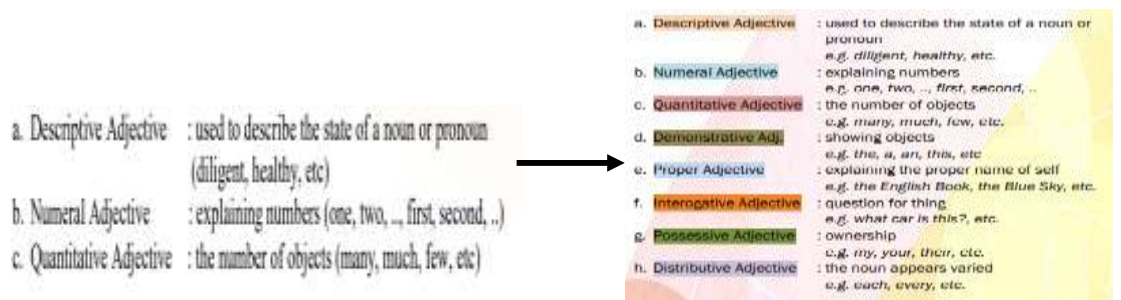 a. Descriptive Adjective : used to describe the state of a noun or pronoun
(diligent, healthy, etc)
b. Numeral Adjective : explaining numbers (one, two, .., first, second, ..)
c. Quantitative Adjective : the number of objects (many, much, few, etc)
a. Descriptive Adjective : used to describe the state of a noun or
pronoun
e.g. diligent, healthy, etc.
b. Numeral Adjective : explaining numbers
e.g. one, two, .., first, second, ..
c. Quantitative Adjective : the number of objects
e.g. many, much, few, etc.
d. Demonstrative Adj. : showing objects
e.g. the, a, an, this, etc
e. Proper Adjective : explaining the proper name of self
e.g. the English Book, the Blue Sky, etc.
f. Interogative Adjective : question for thing
e.g. what car is this?, etc.
g. Possessive Adjective : ownership
e.g. my, your, their, etc.
h. Distributive Adjective : the noun appears varied
e.g. each, every, etc.